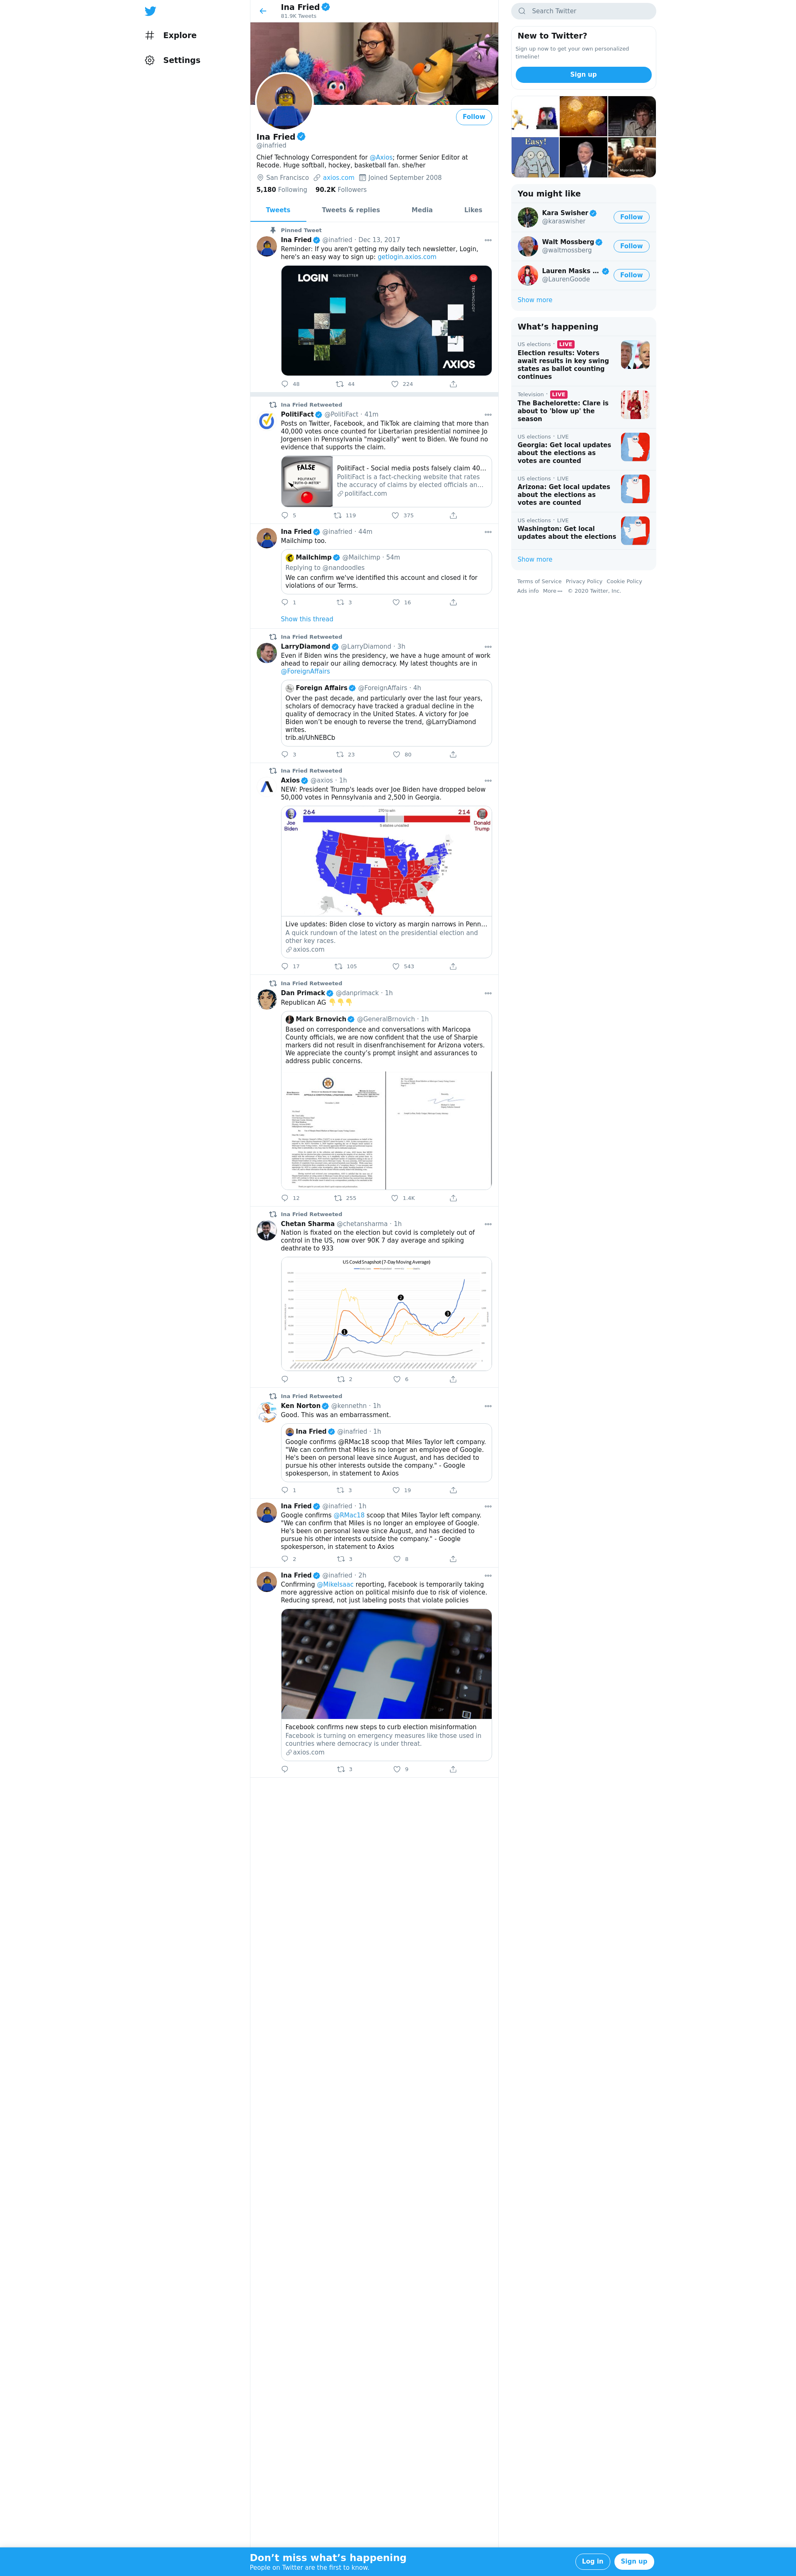 Explore
Settings
Ina Fried
81.9K Tweets
Follow
Ina Fried
@inafried
Chief Technology Correspondent for @Axios; former Senior Editor at
Recode. Huge softball, hockey, basketball fan. she/her
San Francisco axios.com Joined September 2008
5,180 Following 90.2K Followers
Tweets Tweets & replies Media Likes
Pinned Tweet
Ina Fried @inafried · Dec 13, 2017
Reminder: If you aren't getting my daily tech newsletter, Login,
here's an easy way to sign up: getlogin.axios.com
LOGIN NEWSLETTER
TECHNOLOGY
AXIOS
48 44 224
Ina Fried Retweeted
PolitiFact @PolitiFact · 41m
Posts on Twitter, Facebook, and TikTok are claiming that more than
40,000 votes once counted for Libertarian presidential nominee Jo
Jorgensen in Pennsylvania "magically" went to Biden. We found no
evidence that supports the claim.
FALSE
POLITIFACT
TRUTH-O-METER
PolitiFact - Social media posts falsely claim 40...
PolitiFact is a fact-checking website that rates
the accuracy of claims by elected officials an...
politifact.com
5 119 375
Ina Fried @inafried · 44m
Mailchimp too.
Mailchimp @Mailchimp · 54m
Replying to @nandoodles
We can confirm we've identified this account and closed it for
violations of our Terms.
1 3 16
Show this thread
Ina Fried Retweeted
LarryDiamond @LarryDiamond · 3h
Even if Biden wins the presidency, we have a huge amount of work
ahead to repair our ailing democracy. My latest thoughts are in
@ForeignAffairs
Foreign Affairs @ForeignAffairs · 4h
Over the past decade, and particularly over the last four years,
scholars of democracy have tracked a gradual decline in the
quality of democracy in the United States. A victory for Joe
Biden won't be enough to reverse the trend, @LarryDiamond
writes.
trib.al/UhNEBCb
3 23 80
Ina Fried Retweeted
Axios @axios · 1h
NEW: President Trump's leads over Joe Biden have dropped below
50,000 votes in Pennsylvania and 2,500 in Georgia.
264 270 to win 214
Joe
Biden
Donald
Trump
Live updates: Biden close to victory as margin narrows in Penn...
A quick rundown of the latest on the presidential election and
other key races.
axios.com
17 105 543
Ina Fried Retweeted
Dan Primack @danprimack · 1h
Republican AG 👇👇👇
Mark Brnovich @GeneralBrnovich · 1h
Based on correspondence and conversations with Maricopa
County officials, we are now confident that the use of Sharpie
markers did not result in disenfranchisement for Arizona voters.
We appreciate the county's prompt insight and assurances to
address public concerns.
12 255 1.4K
Ina Fried Retweeted
Chetan Sharma @chetansharma · 1h
Nation is fixated on the election but covid is completely out of
control in the US, now over 90K 7 day average and spiking
deathrate to 933
US Covid Snapshot (7-Day Moving Average)
1
2
3
2 6
Ina Fried Retweeted
Ken Norton @kennethn · 1h
Good. This was an embarrassment.
Ina Fried @inafried · 1h
Google confirms @RMac18 scoop that Miles Taylor left company.
"We can confirm that Miles is no longer an employee of Google.
He's been on personal leave since August, and has decided to
pursue his other interests outside the company." - Google
spokesperson, in statement to Axios
1 3 19
Ina Fried @inafried · 1h
Google confirms @RMac18 scoop that Miles Taylor left company.
"We can confirm that Miles is no longer an employee of Google.
He's been on personal leave since August, and has decided to
pursue his other interests outside the company." - Google
spokesperson, in statement to Axios
2 3 8
Ina Fried @inafried · 2h
Confirming @MikeIsaac reporting, Facebook is temporarily taking
more aggressive action on political misinfo due to risk of violence.
Reducing spread, not just labeling posts that violate policies
Facebook confirms new steps to curb election misinformation
Facebook is turning on emergency measures like those used in
countries where democracy is under threat.
axios.com
3 9
Search Twitter
New to Twitter?
Sign up now to get your own personalized
timeline!
Sign up
Easy!
You might like
Kara Swisher
@karaswisher
Follow
Walt Mossberg
@waltmossberg
Follow
Lauren Masks ...
@LaurenGoode
Follow
Show more
What's happening
US elections · LIVE
Election results: Voters
await results in key swing
states as ballot counting
continues
Television · LIVE
The Bachelorette: Clare is
about to 'blow up' the
season
US elections · LIVE
Georgia: Get local updates
about the elections as
votes are counted
US elections · LIVE
Arizona: Get local updates
about the elections as
votes are counted
US elections · LIVE
Washington: Get local
updates about the elections
Show more
Terms of Service Privacy Policy Cookie Policy
Ads info More © 2020 Twitter, Inc.
Don't miss what's happening
People on Twitter are the first to know.
Log in Sign up